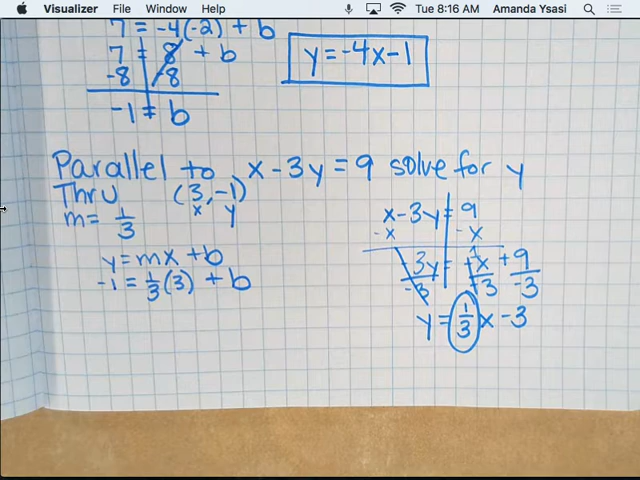 Visualizer File Window Help Tue 8:16 AM Amanda Ysasi
7 = -4(-2) + b
7 = 8 + b
-8 -8
-1 = b
y = -4x - 1
Parallel to x - 3y = 9 solve for y
Thru (3, -1)
x y
m = 1/3
y = mx + b
-1 = 1/3 (3) + b
x - 3y = 9
-x -x
-3y = -x + 9
-3 -3 -3
y = 1/3 x - 3